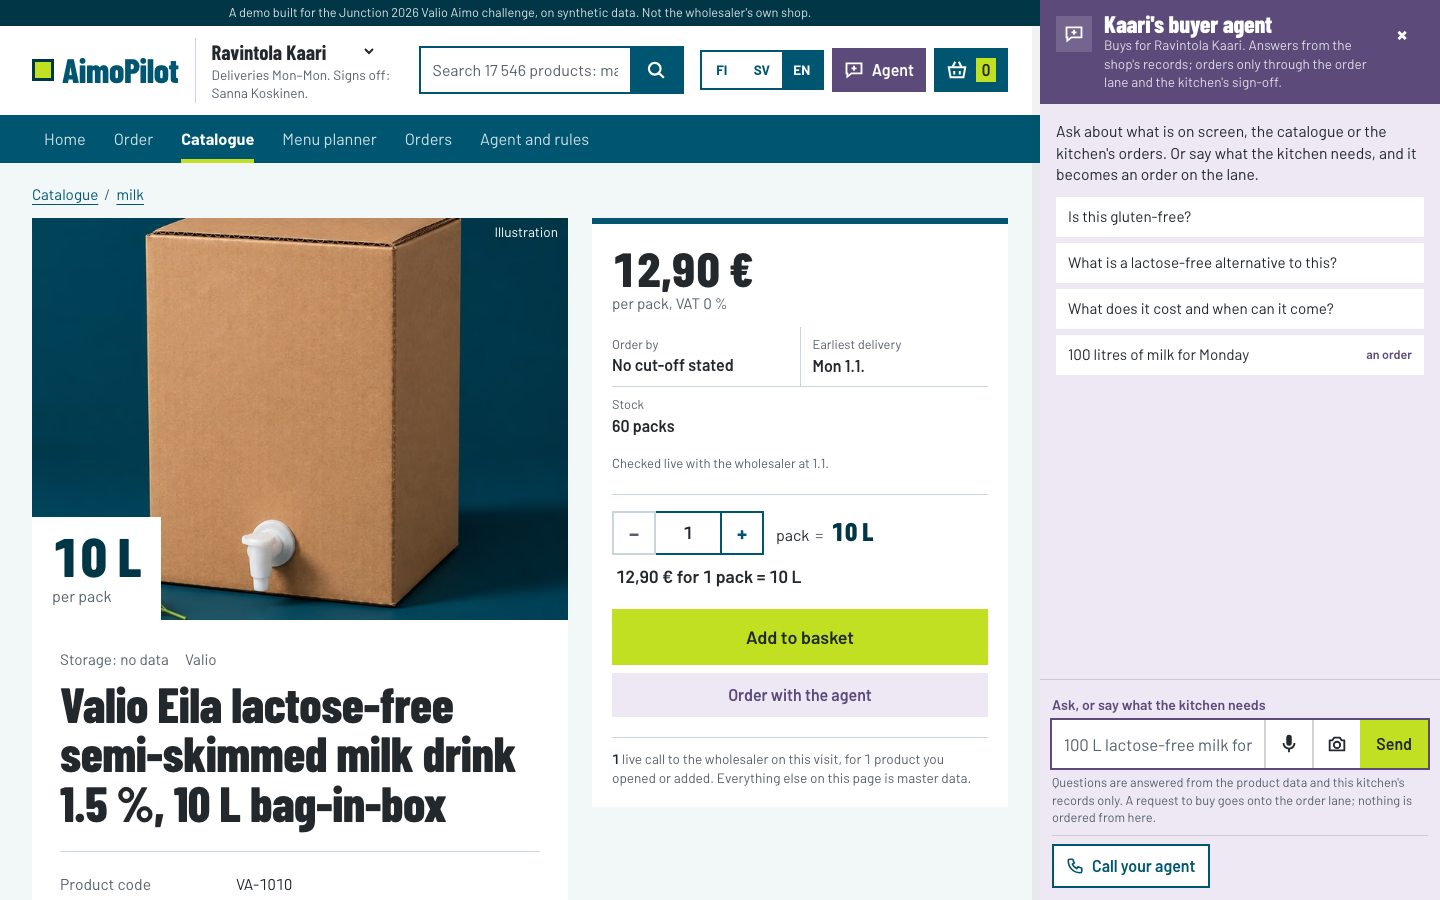 A demo built for the Junction 2026 Valio Aimo challenge, on synthetic data. Not the wholesaler's own shop.
AimoPilot
Ravintola Kaari
Deliveries Mon–Mon. Signs off:
Sanna Koskinen.
Search 17 546 products: ma
FI
SV
EN
Agent
0
Home
Order
Catalogue
Menu planner
Orders
Agent and rules
Catalogue / milk
Illustration
10 L
per pack
Storage: no data Valio
Valio Eila lactose-free
semi-skimmed milk drink
1.5 %, 10 L bag-in-box
Product code VA-1010
12,90 €
per pack, VAT 0 %
Order by
No cut-off stated
Earliest delivery
Mon 1.1.
Stock
60 packs
Checked live with the wholesaler at 1.1.
– 1 + pack = 10 L
12,90 € for 1 pack = 10 L
Add to basket
Order with the agent
1 live call to the wholesaler on this visit, for 1 product you
opened or added. Everything else on this page is master data.
Kaari's buyer agent
Buys for Ravintola Kaari. Answers from the
shop's records; orders only through the order
lane and the kitchen's sign-off.
Ask about what is on screen, the catalogue or the
kitchen's orders. Or say what the kitchen needs, and it
becomes an order on the lane.
Is this gluten-free?
What is a lactose-free alternative to this?
What does it cost and when can it come?
100 litres of milk for Monday an order
Ask, or say what the kitchen needs
100 L lactose-free milk for
Send
Questions are answered from the product data and this kitchen's
records only. A request to buy goes onto the order lane; nothing is
ordered from here.
Call your agent